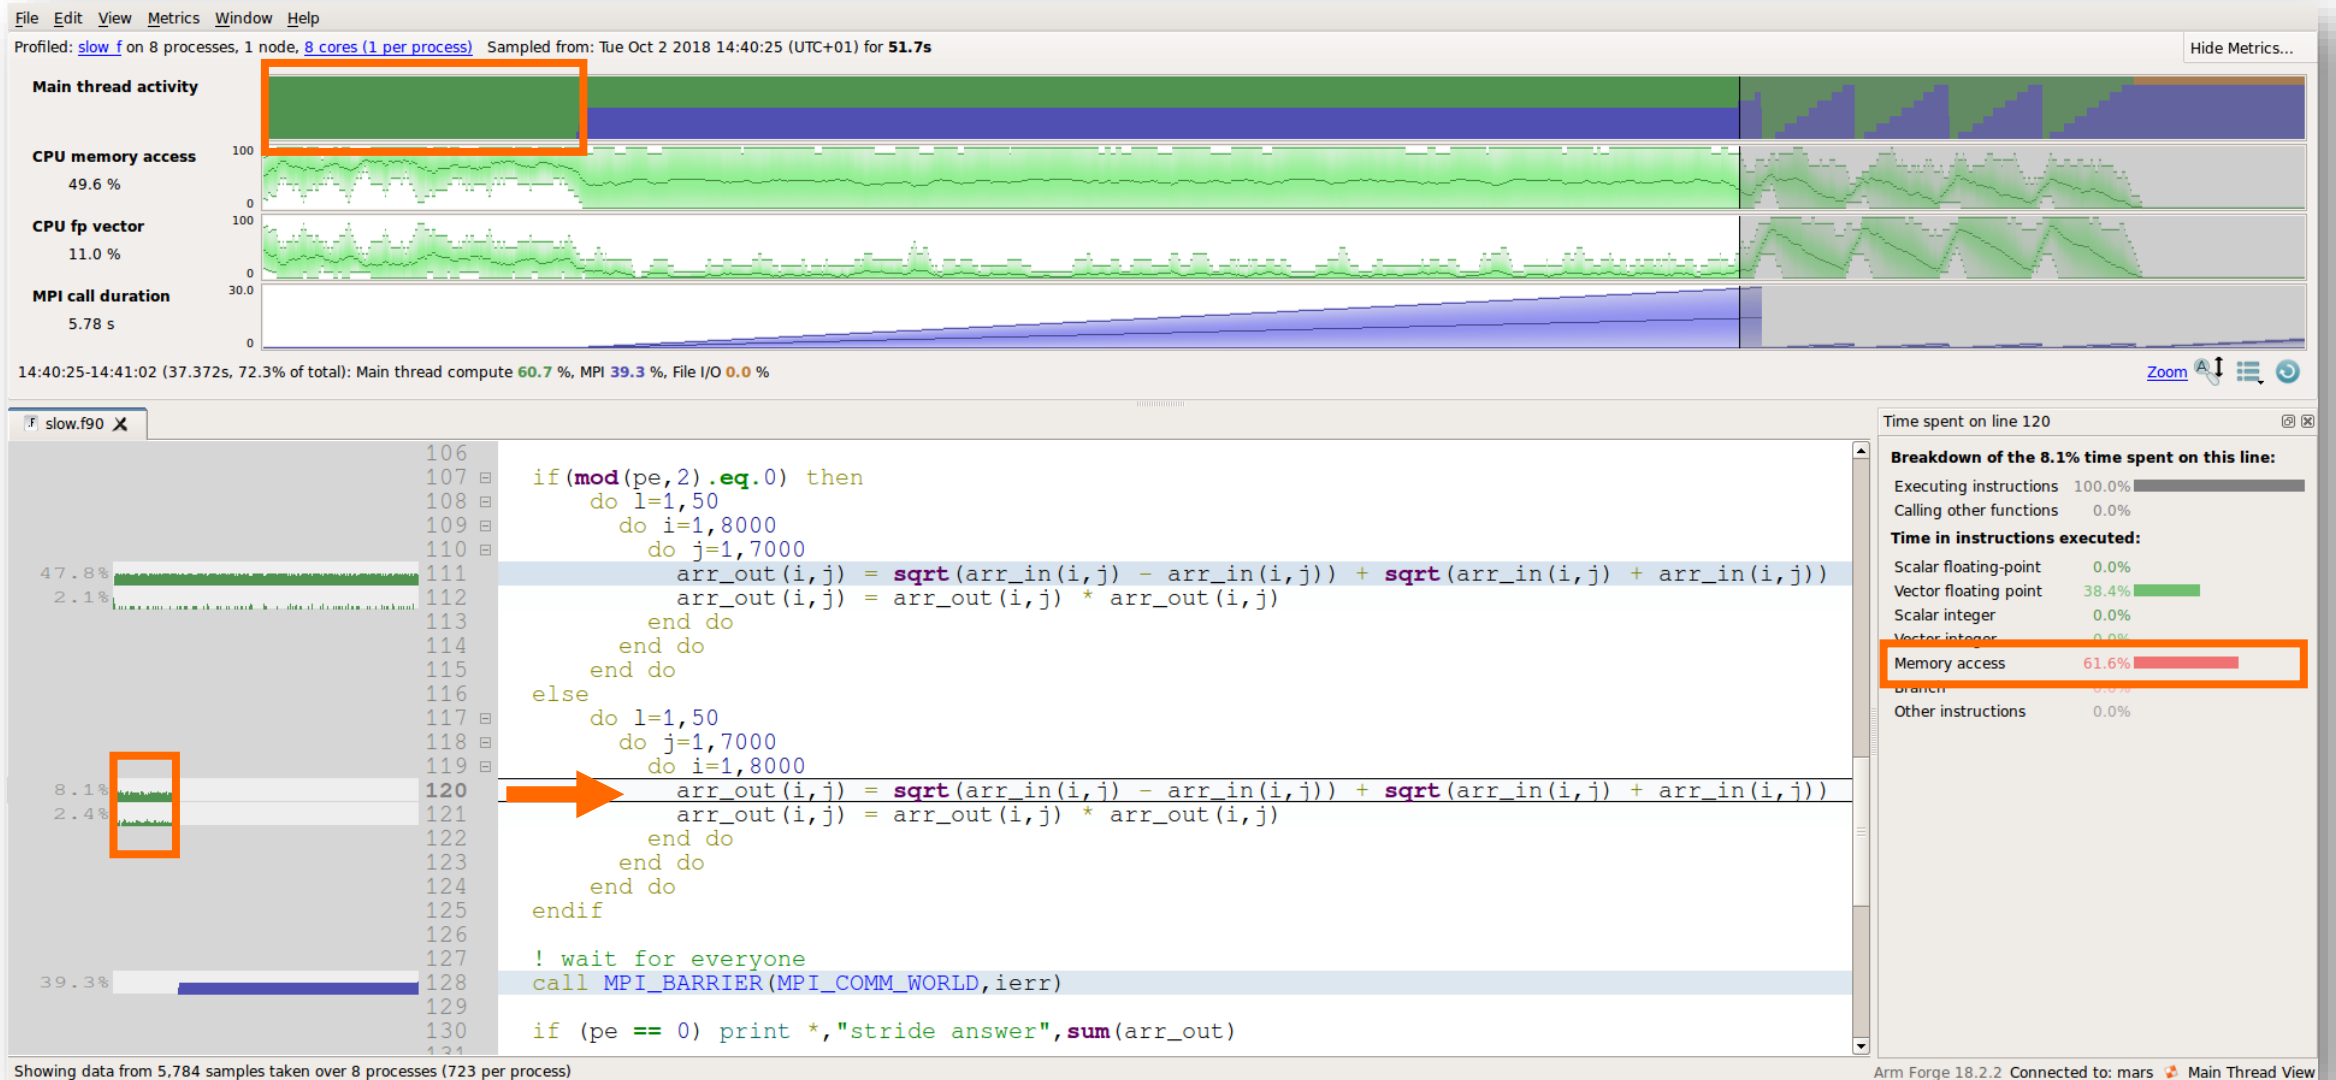 File Edit View Metrics Window Help
Profiled: slow_f on 8 processes, 1 node, 8 cores (1 per process) Sampled from: Tue Oct 2 2018 14:40:25 (UTC+01) for 51.7s
Hide Metrics...
Main thread activity
CPU memory access
49.6 %
100
0
CPU fp vector
11.0 %
100
0
MPI call duration
5.78 s
30.0
0
14:40:25-14:41:02 (37.372s, 72.3% of total): Main thread compute 60.7 %, MPI 39.3 %, File I/O 0.0 %
Zoom
slow.f90
106
107 if(mod(pe,2).eq.0) then
108 do l=1,50
109 do i=1,8000
110 do j=1,7000
47.8% 111 arr_out(i,j) = sqrt(arr_in(i,j) - arr_in(i,j)) + sqrt(arr_in(i,j) + arr_in(i,j))
2.1% 112 arr_out(i,j) = arr_out(i,j) * arr_out(i,j)
113 end do
114 end do
115 end do
116 else
117 do l=1,50
118 do j=1,7000
119 do i=1,8000
8.1% 120 arr_out(i,j) = sqrt(arr_in(i,j) - arr_in(i,j)) + sqrt(arr_in(i,j) + arr_in(i,j))
2.4% 121 arr_out(i,j) = arr_out(i,j) * arr_out(i,j)
122 end do
123 end do
124 end do
125 endif
126
127 ! wait for everyone
39.3% 128 call MPI_BARRIER(MPI_COMM_WORLD,ierr)
129
130 if (pe == 0) print *,"stride answer",sum(arr_out)
131
Time spent on line 120
Breakdown of the 8.1% time spent on this line:
Executing instructions 100.0%
Calling other functions 0.0%
Time in instructions executed:
Scalar floating-point 0.0%
Vector floating point 38.4%
Scalar integer 0.0%
Vector integer 0.0%
Memory access 61.6%
Branch 0.0%
Other instructions 0.0%
Showing data from 5,784 samples taken over 8 processes (723 per process)
Arm Forge 18.2.2 Connected to: mars Main Thread View